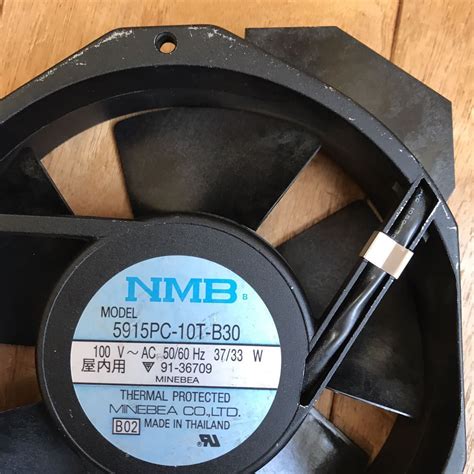 NMB B
MODEL
5915PC-10T-B30
100 V~AC 50/60 Hz 37/33 W
屋内用 ▽ 91-36709
MINEBEA
THERMAL PROTECTED
MINEBEA CO.,LTD.
B02 MADE IN THAILAND